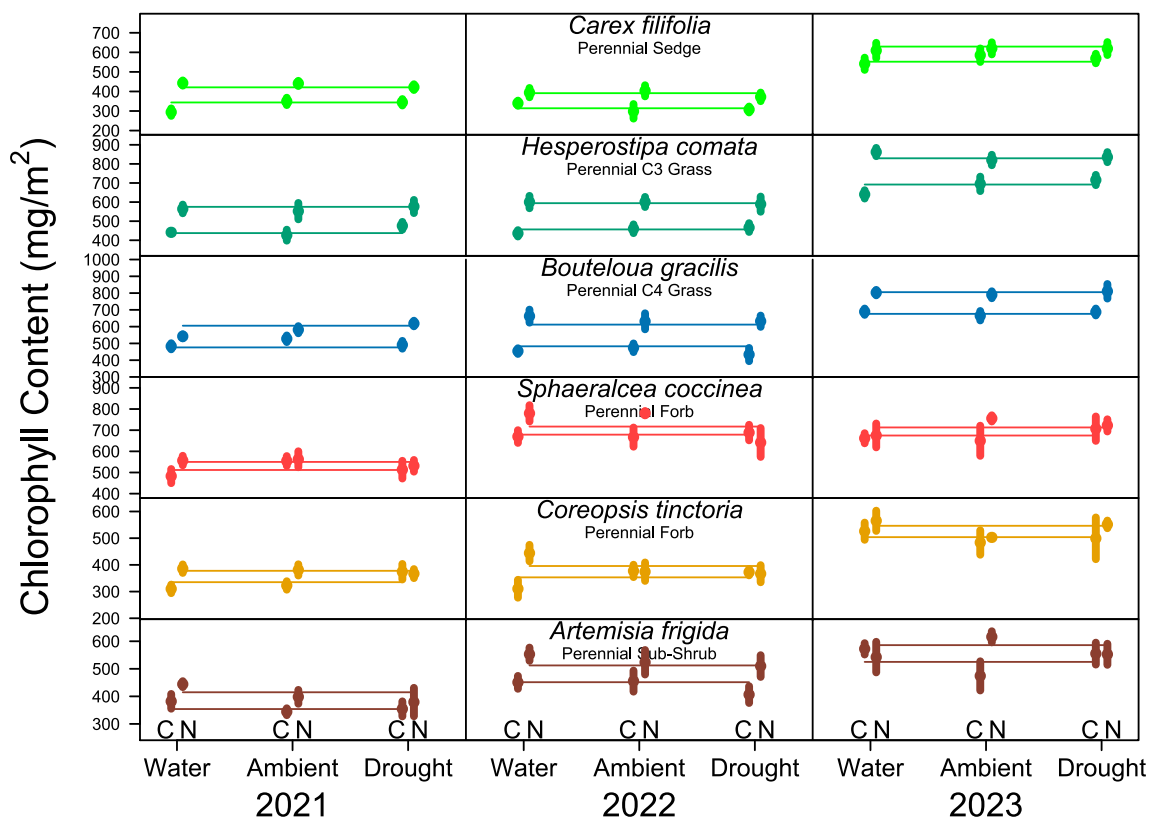 Chlorophyll Content (mg/m²)
Carex filifolia
Perennial Sedge
700
600
500
400
300
200
Hesperostipa comata
Perennial C3 Grass
900
800
700
600
500
400
Bouteloua gracilis
Perennial C4 Grass
1000
900
800
700
600
500
400
300
Sphaeralcea coccinea
Perennial Forb
900
800
700
600
500
400
Coreopsis tinctoria
Perennial Forb
600
500
400
300
200
Artemisia frigida
Perennial Sub-Shrub
600
500
400
300
C N C N C N C N C N C N C N C N C N
Water Ambient Drought Water Ambient Drought Water Ambient Drought
2021 2022 2023